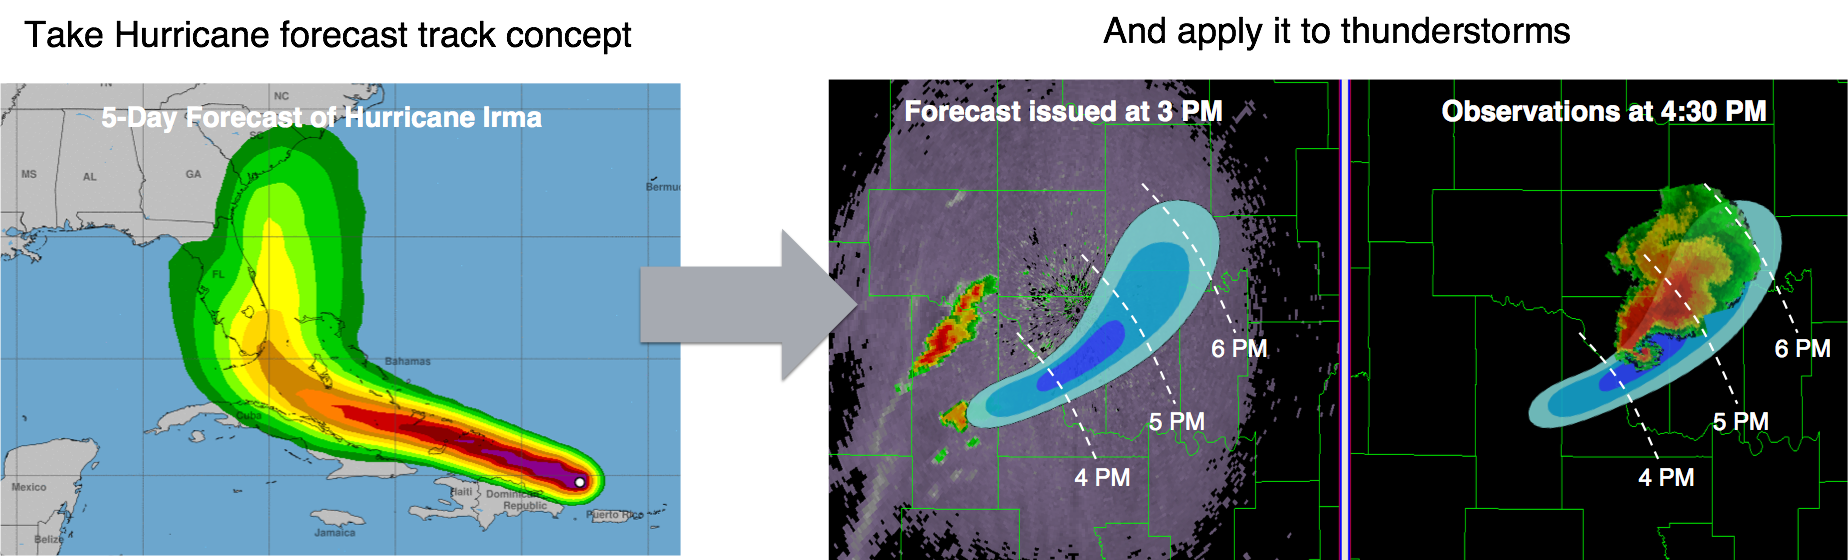 Take Hurricane forecast track concept
And apply it to thunderstorms
5-Day Forecast of Hurricane Irma
NC
SC
MS
AL
GA
Bermu
FL
Bahamas
Cuba
Mexico
Haiti
Dominican
Republic
Puerto Rico
Jamaica
Belize
Forecast issued at 3 PM
6 PM
5 PM
4 PM
Observations at 4:30 PM
6 PM
5 PM
4 PM